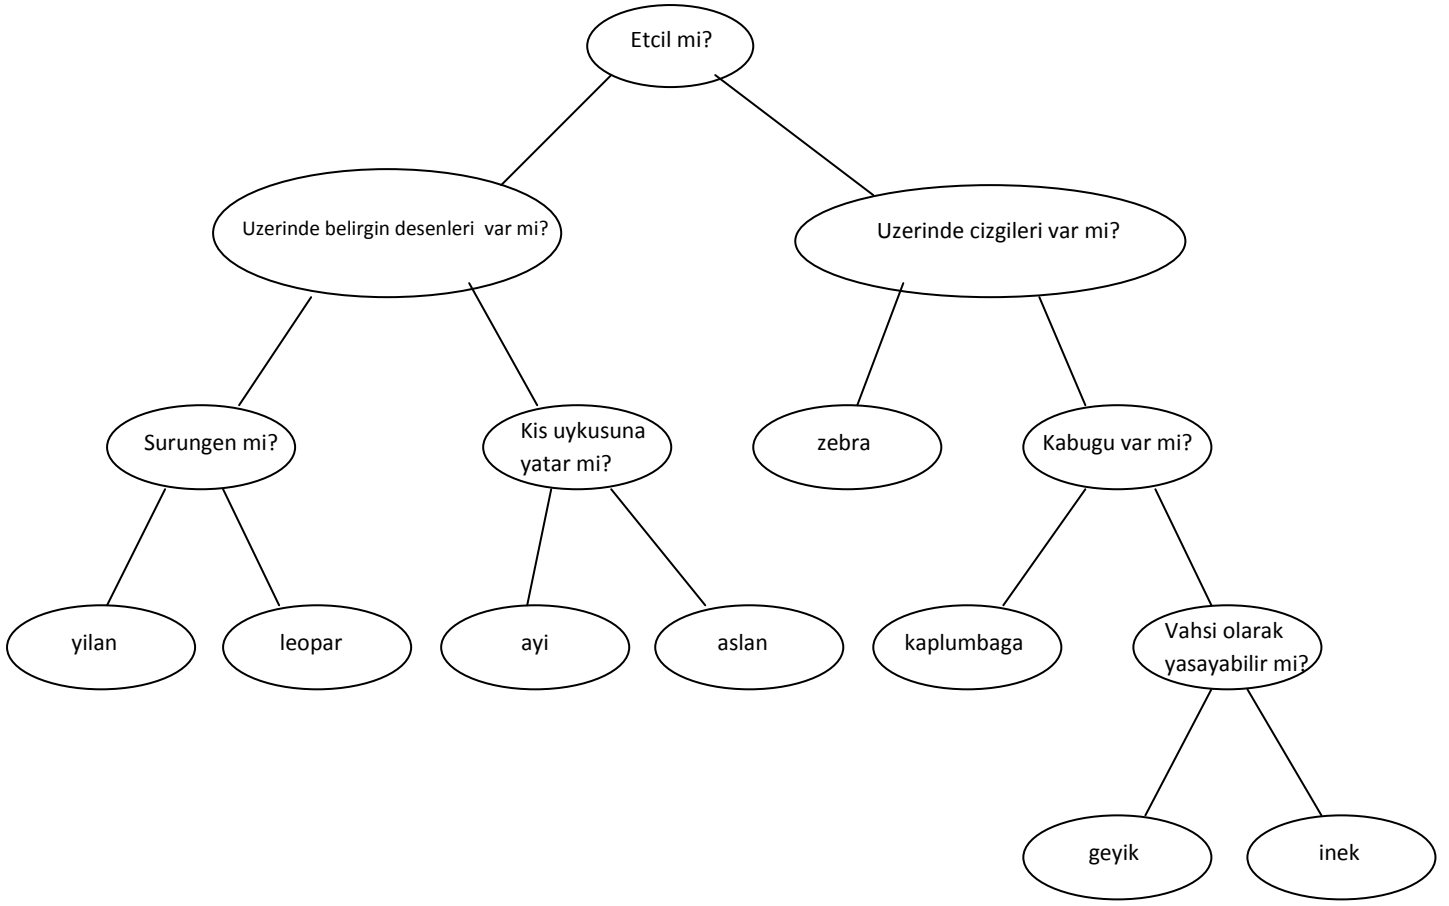 Etcil mi?
Uzerinde belirgin desenleri  var mi?
Uzerinde cizgileri var mi?
Surungen mi?
Kis uykusuna
yatar mi?
zebra
Kabugu var mi?
yilan
leopar
ayi
aslan
kaplumbaga
Vahsi olarak
yasayabilir mi?
geyik
inek